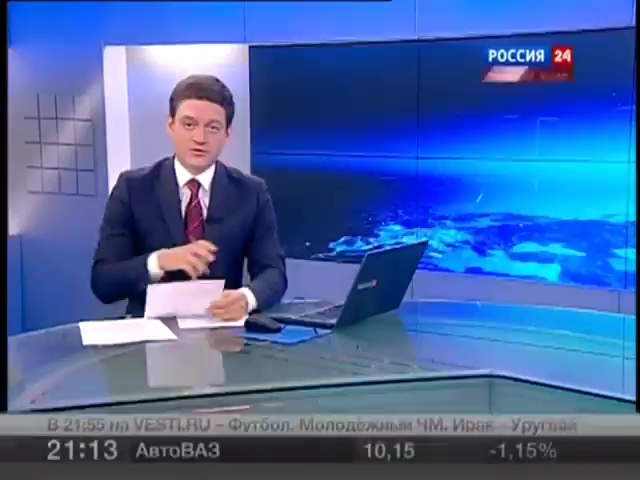 РОССИЯ 24
В 21:55 на VESTI.RU – Футбол. Молодёжный ЧМ. Ирак - Уругвай
21:13 АвтоВАЗ 10,15 -1,15%